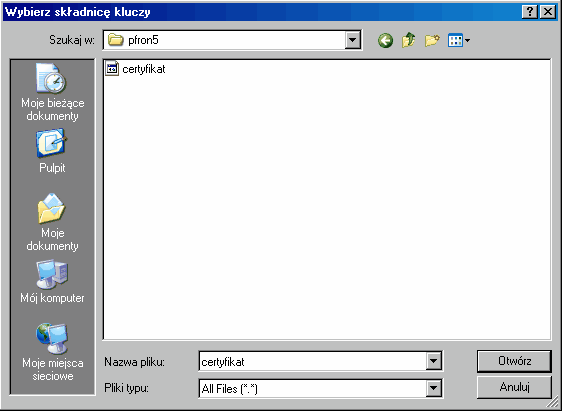 Wybierz składnicę kluczy
Szukaj w:
pfron5
certyfikat
Moje bieżące
dokumenty
Pulpit
Moje
dokumenty
Mój komputer
Moje miejsca
sieciowe
Nazwa pliku:
certyfikat
Otwórz
Pliki typu:
All Files (*.*)
Anuluj